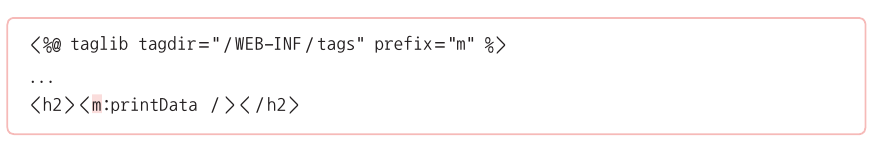 <%@ taglib tagdir="/WEB-INF/tags" prefix="m" %>
...
<h2><m:printData /></h2>